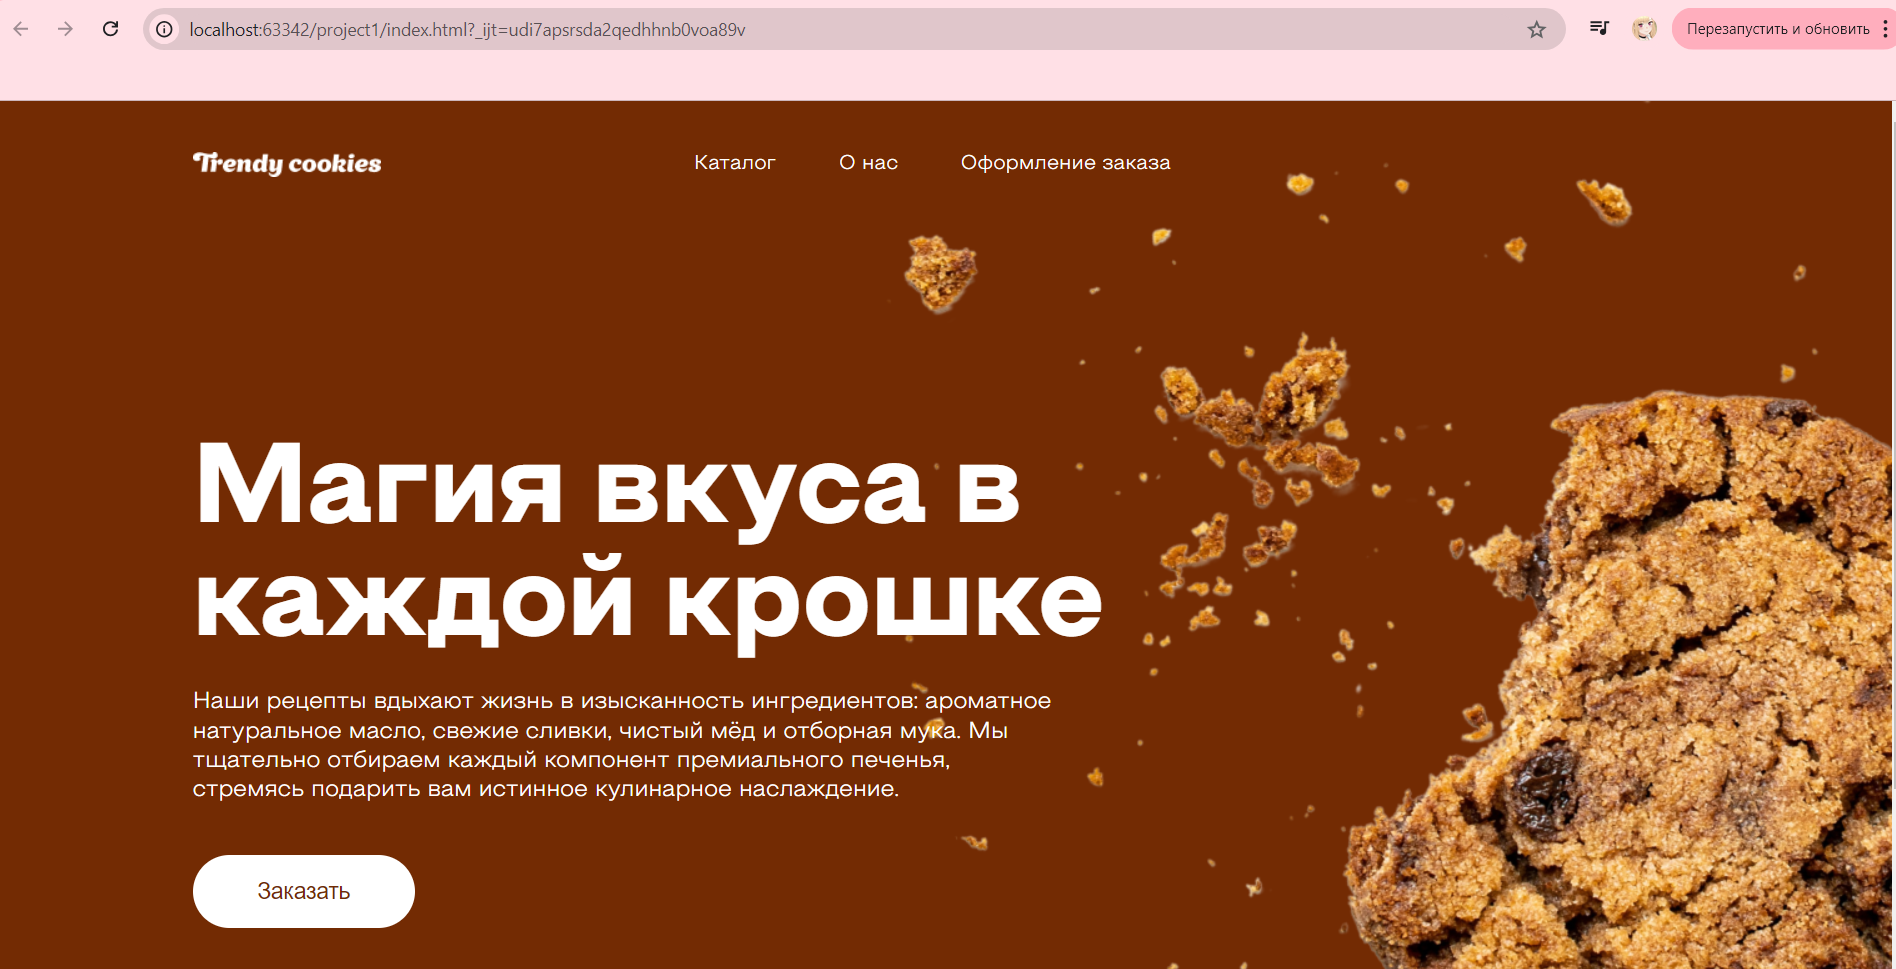 localhost:63342/project1/index.html?_ijt=udi7apsrsda2qedhhnb0voa89v
Перезапустить и обновить
Trendy cookies
Каталог
О нас
Оформление заказа
Магия вкуса в
каждой крошке
Наши рецепты вдыхают жизнь в изысканность ингредиентов: ароматное
натуральное масло, свежие сливки, чистый мёд и отборная мука. Мы
тщательно отбираем каждый компонент премиального печенья,
стремясь подарить вам истинное кулинарное наслаждение.
Заказать